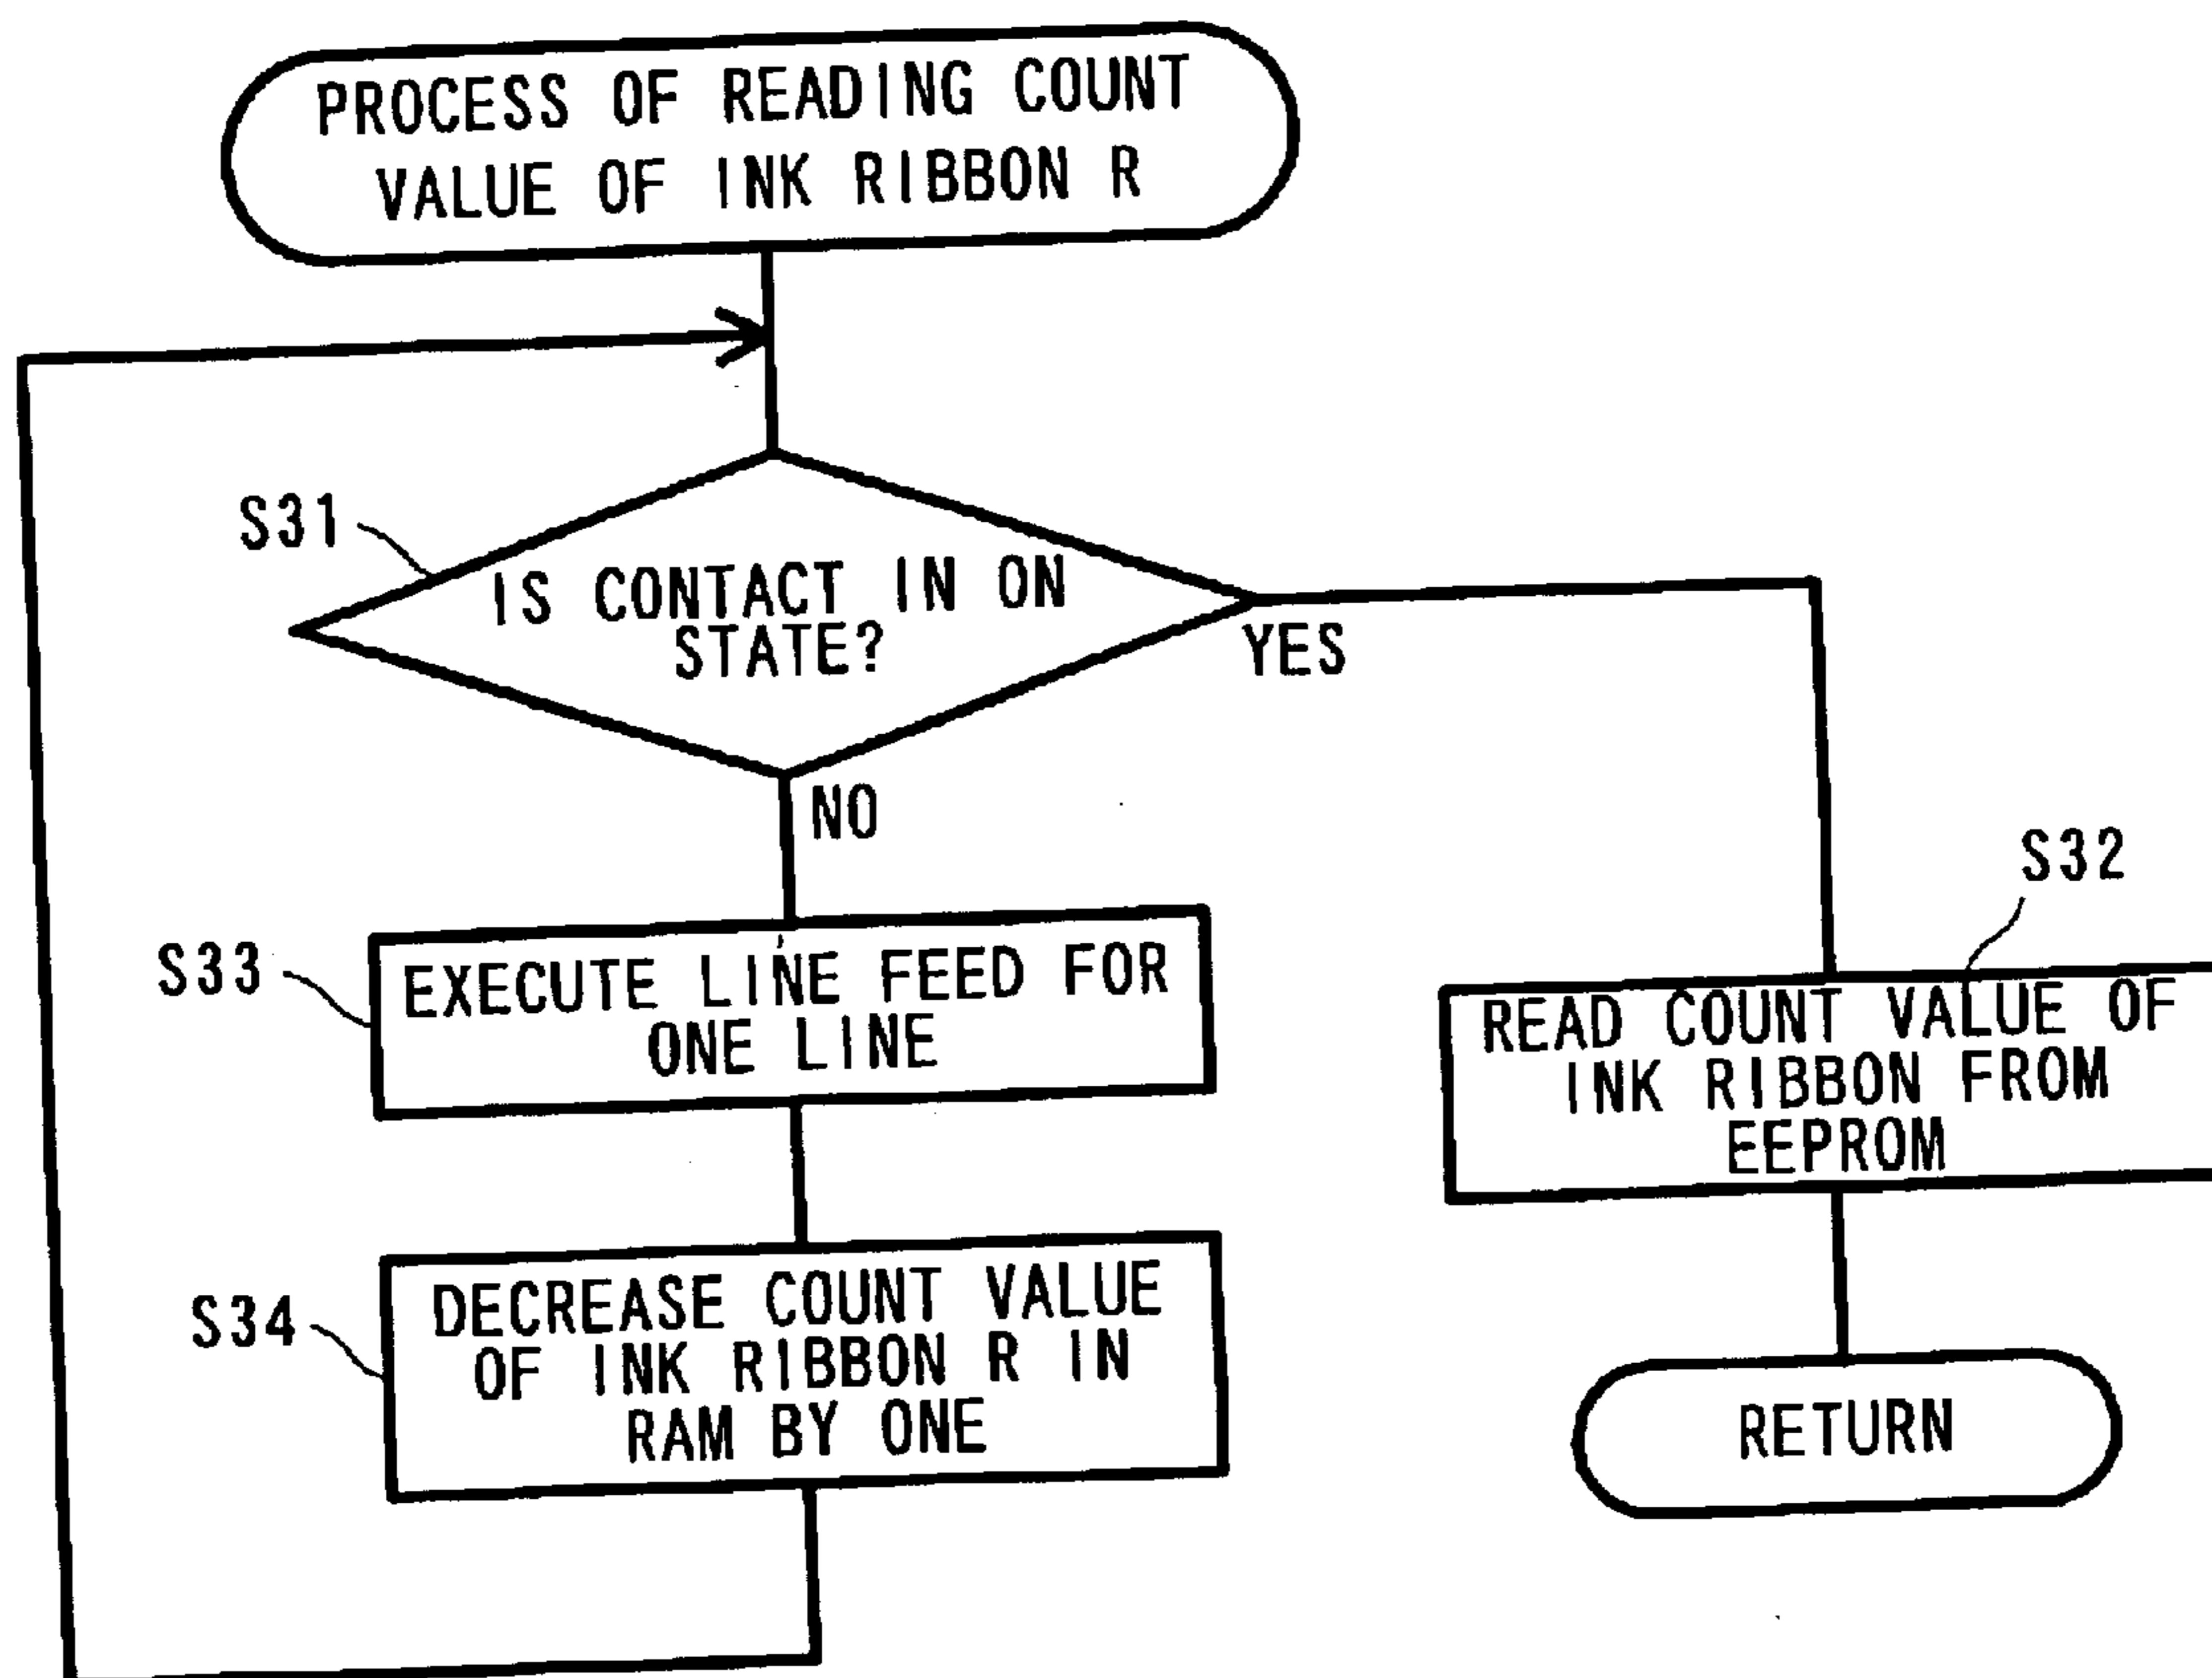 PROCESS OF READING COUNT
VALUE OF INK RIBBON R
S31
IS CONTACT IN ON
STATE?
YES
NO
S33
EXECUTE LINE FEED FOR
ONE LINE
S34
DECREASE COUNT VALUE
OF INK RIBBON R IN
RAM BY ONE
S32
READ COUNT VALUE OF
INK RIBBON FROM
EEPROM
RETURN